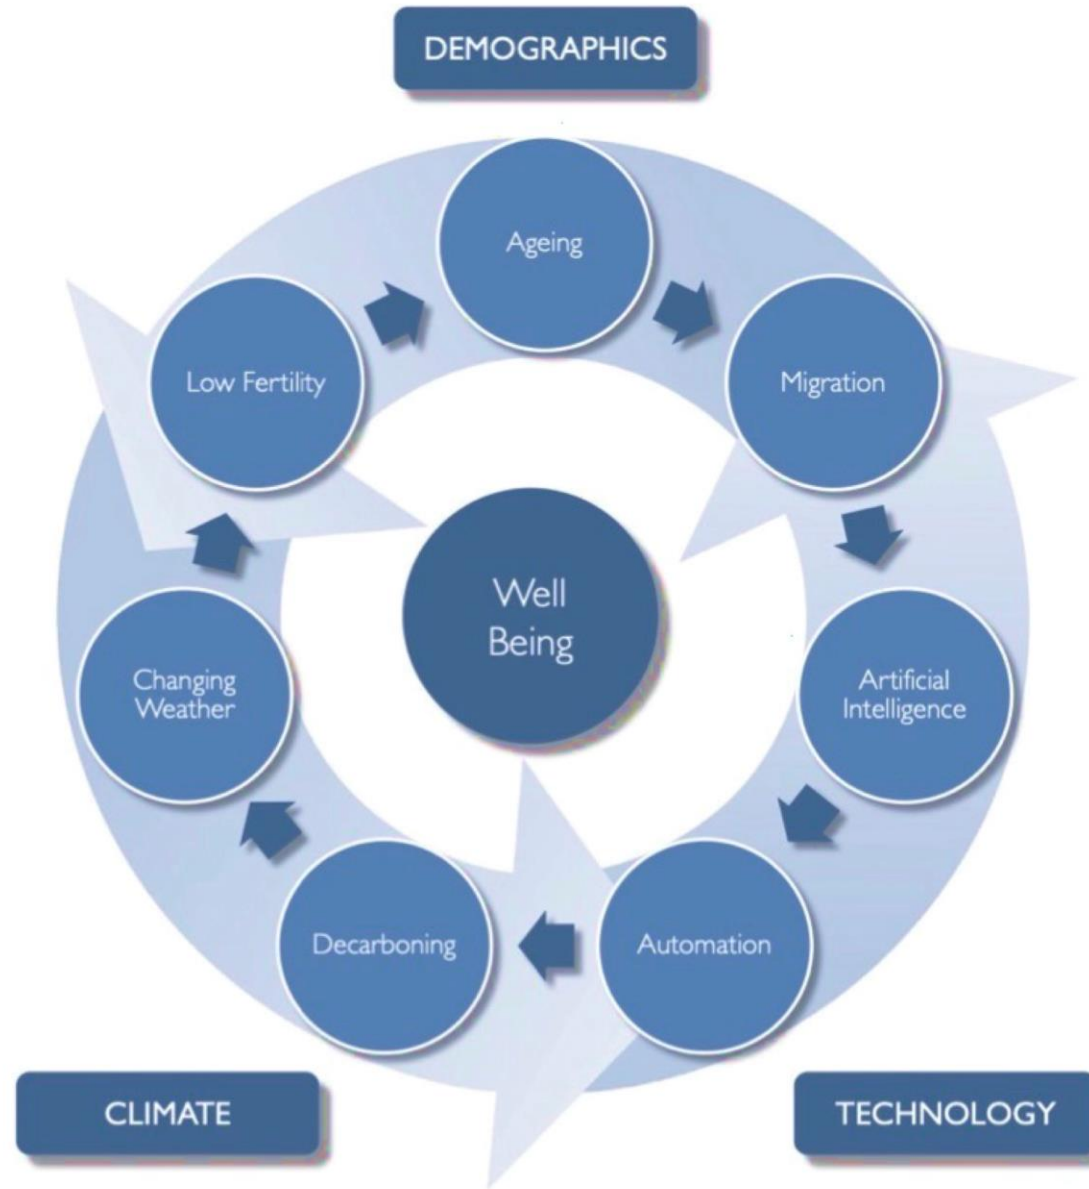 DEMOGRAPHICS
Ageing
Low Fertility
Migration
Well
Being
Changing
Weather
Artificial
Intelligence
Decarboning
Automation
CLIMATE
TECHNOLOGY